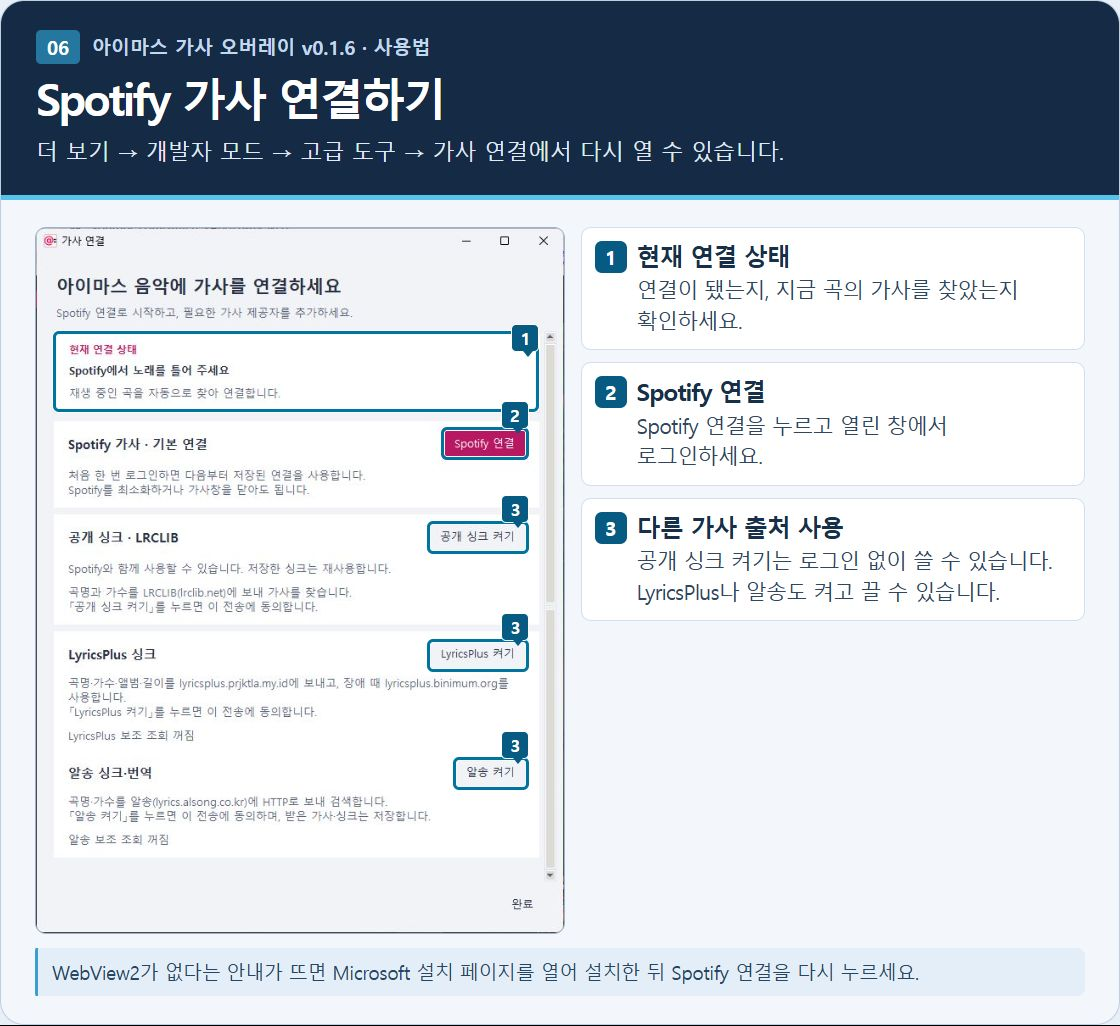 06 아이마스 가사 오버레이 v0.1.6 · 사용법
Spotify 가사 연결하기
더 보기 → 개발자 모드 → 고급 도구 → 가사 연결에서 다시 열 수 있습니다.
가사 연결
아이마스 음악에 가사를 연결하세요
Spotify 연결로 시작하고, 필요한 가사 제공자를 추가하세요.
1
현재 연결 상태
Spotify에서 노래를 틀어 주세요
재생 중인 곡을 자동으로 찾아 연결합니다.
2
Spotify 가사 · 기본 연결
Spotify 연결
처음 한 번 로그인하면 다음부터 저장된 연결을 사용합니다.
Spotify를 최소화하거나 가사창을 닫아도 됩니다.
3
공개 싱크 · LRCLIB
공개 싱크 켜기
Spotify와 함께 사용할 수 있습니다. 저장한 싱크는 재사용합니다.
곡명과 가수를 LRCLIB(lrclib.net)에 보내 가사를 찾습니다.
「공개 싱크 켜기」를 누르면 이 전송에 동의합니다.
3
LyricsPlus 싱크
LyricsPlus 켜기
곡명·가수·앨범·길이를 lyricsplus.prjktla.my.id에 보내고, 장애 때 lyricsplus.binimum.org를
사용합니다.
「LyricsPlus 켜기」를 누르면 이 전송에 동의합니다.
LyricsPlus 보조 조회 꺼짐
3
알송 싱크·번역
알송 켜기
곡명·가수를 알송(lyrics.alsong.co.kr)에 HTTP로 보내 검색합니다.
「알송 켜기」를 누르면 이 전송에 동의하며, 받은 가사·싱크는 저장합니다.
알송 보조 조회 꺼짐
완료
1 현재 연결 상태
연결이 됐는지, 지금 곡의 가사를 찾았는지
확인하세요.
2 Spotify 연결
Spotify 연결을 누르고 열린 창에서
로그인하세요.
3 다른 가사 출처 사용
공개 싱크 켜기는 로그인 없이 쓸 수 있습니다.
LyricsPlus나 알송도 켜고 끌 수 있습니다.
WebView2가 없다는 안내가 뜨면 Microsoft 설치 페이지를 열어 설치한 뒤 Spotify 연결을 다시 누르세요.